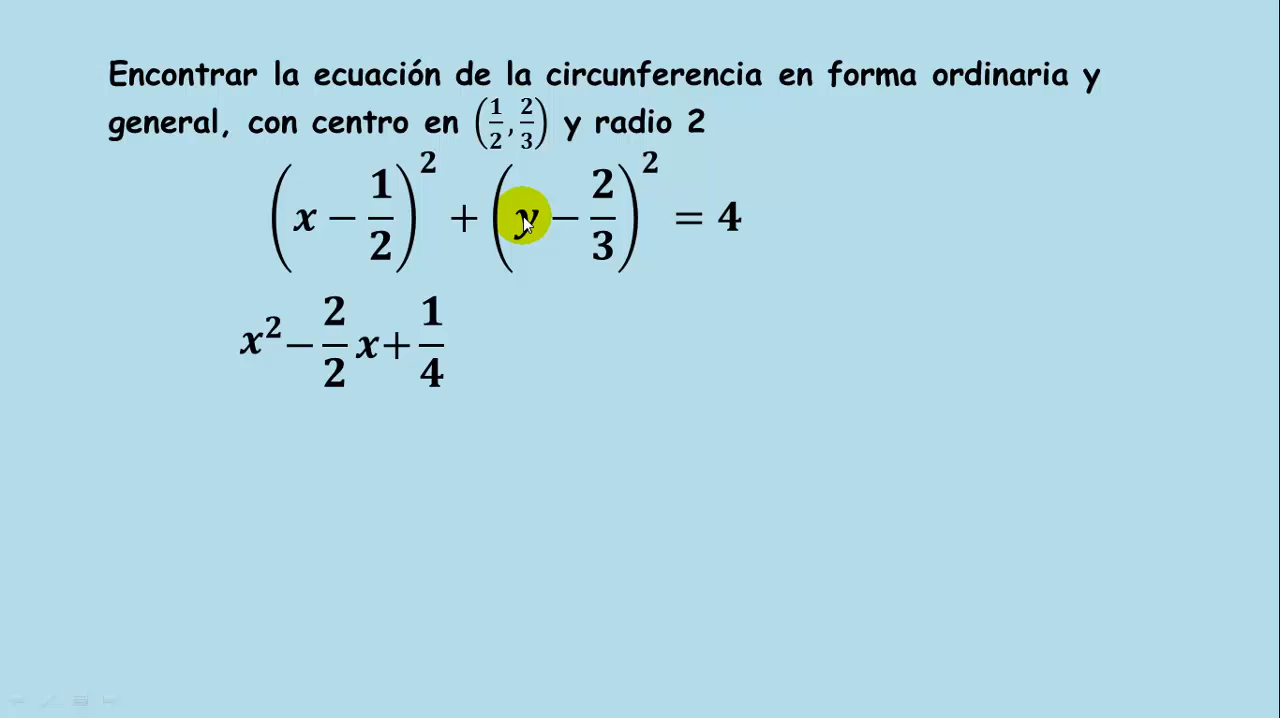 Encontrar la ecuación de la circunferencia en forma ordinaria y
general, con centro en (1/2, 2/3) y radio 2
(x − 1/2)² + (y − 2/3)² = 4
x² − 2/2 x + 1/4